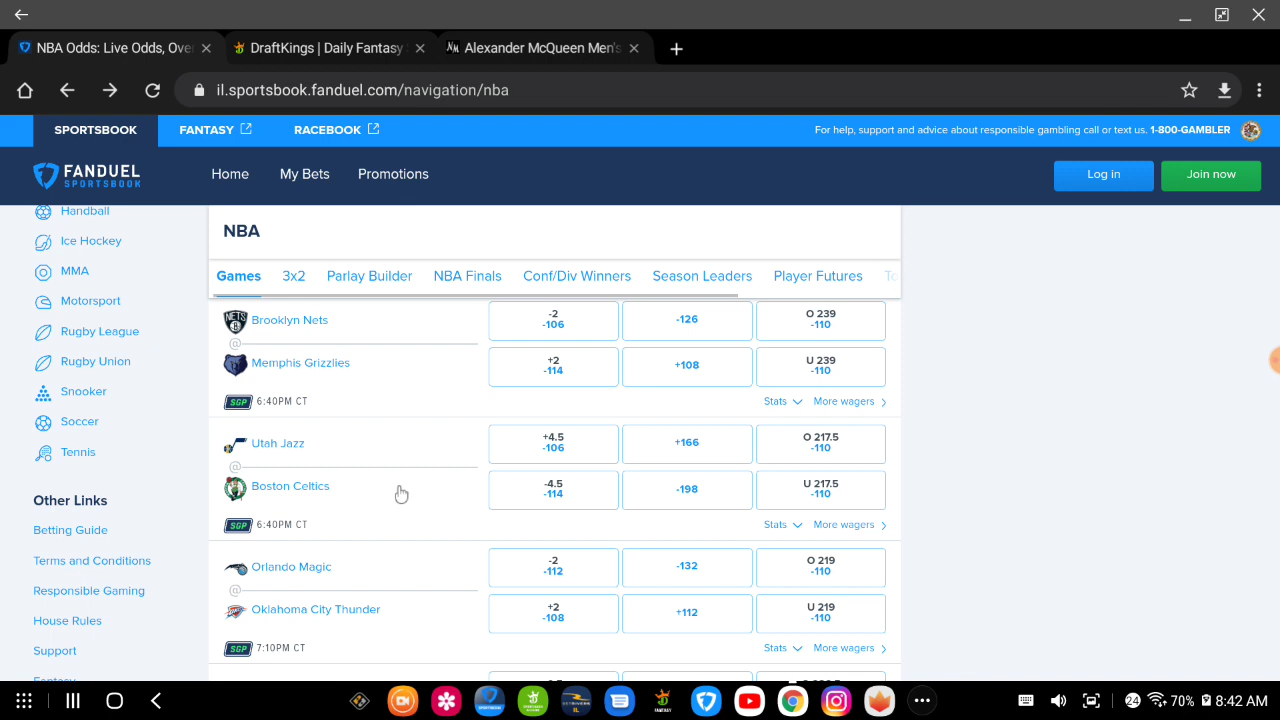 NBA Odds: Live Odds, Ove
DraftKings | Daily Fantasy
Alexander McQueen Men's
il.sportsbook.fanduel.com/navigation/nba
SPORTSBOOK FANTASY RACEBOOK For help, support and advice about responsible gambling call or text us. 1-800-GAMBLER
FANDUEL
SPORTSBOOK
Home My Bets Promotions Log in Join now
Handball
Ice Hockey
MMA
Motorsport
Rugby League
Rugby Union
Snooker
Soccer
Tennis
Other Links
Betting Guide
Terms and Conditions
Responsible Gaming
House Rules
Support
NBA
Games 3x2 Parlay Builder NBA Finals Conf/Div Winners Season Leaders Player Futures To
NETS
Brooklyn Nets -2 -126 O 239
-106 -110
@
Memphis Grizzlies +2 +108 U 239
-114 -110
SGP 6:40PM CT Stats More wagers
Utah Jazz +4.5 +166 O 217.5
-106 -110
@
Boston Celtics -4.5 -198 U 217.5
-114 -110
SGP 6:40PM CT Stats More wagers
Orlando Magic -2 -132 O 219
-112 -110
@
Oklahoma City Thunder +2 +112 U 219
-108 -110
SGP 7:10PM CT Stats More wagers
24 70% 8:42 AM